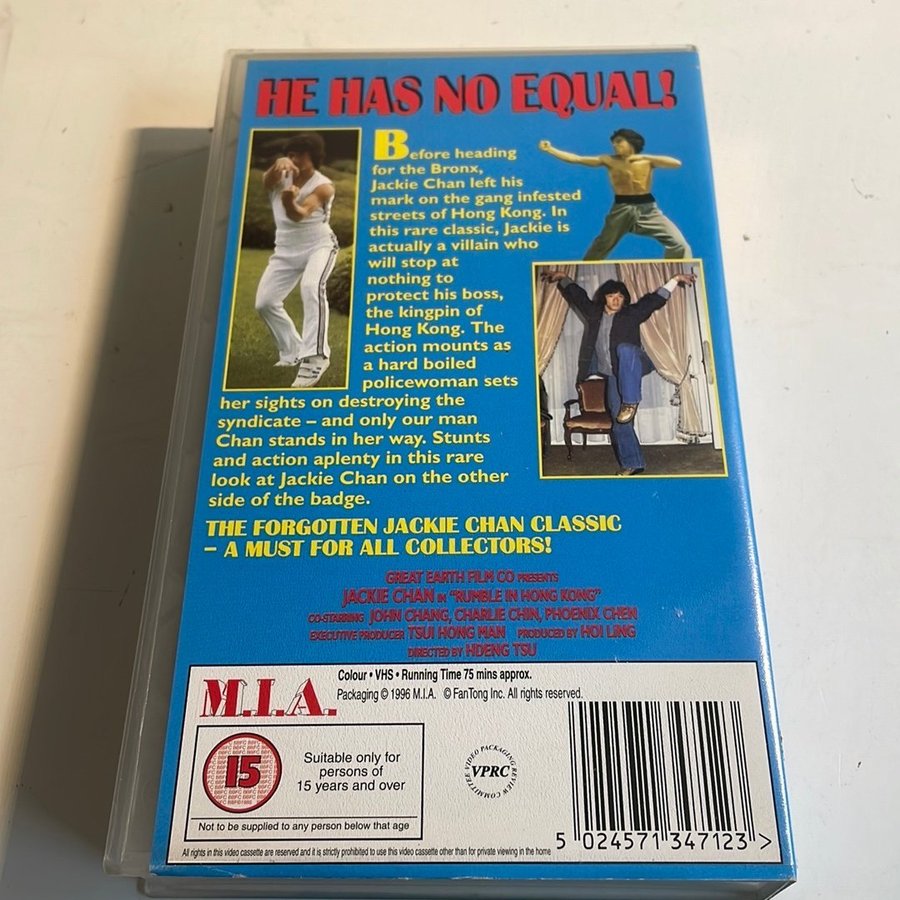 HE HAS NO EQUAL!
Before heading
for the Bronx,
Jackie Chan left his
mark on the gang infested
streets of Hong Kong. In
this rare classic, Jackie is
actually a villain who
will stop at
nothing to
protect his boss,
the kingpin of
Hong Kong. The
action mounts as
a hard boiled
policewoman sets
her sights on destroying the
syndicate – and only our man
Chan stands in her way. Stunts
and action aplenty in this rare
look at Jackie Chan on the other
side of the badge.
THE FORGOTTEN JACKIE CHAN CLASSIC
– A MUST FOR ALL COLLECTORS!
GREAT EARTH FILM CO PRESENTS
JACKIE CHAN IN "RUMBLE IN HONG KONG"
CO-STARRING JOHN CHANG, CHARLIE CHIN, PHOENIX CHEN
EXECUTIVE PRODUCER TSUI HONG MAN PRODUCED BY HOI LING
DIRECTED BY HDENG TSU
M.I.A.
Colour • VHS • Running Time 75 mins approx.
Packaging © 1996 M.I.A. © FanTong Inc. All rights reserved.
15
Suitable only for
persons of
15 years and over
Not to be supplied to any person below that age
VIDEO PACKAGING REVIEW COMMITTEE
VPRC
5 024571 347123 >
All rights in this video cassette are reserved and it is strictly prohibited to use this video cassette other than for private viewing in the home